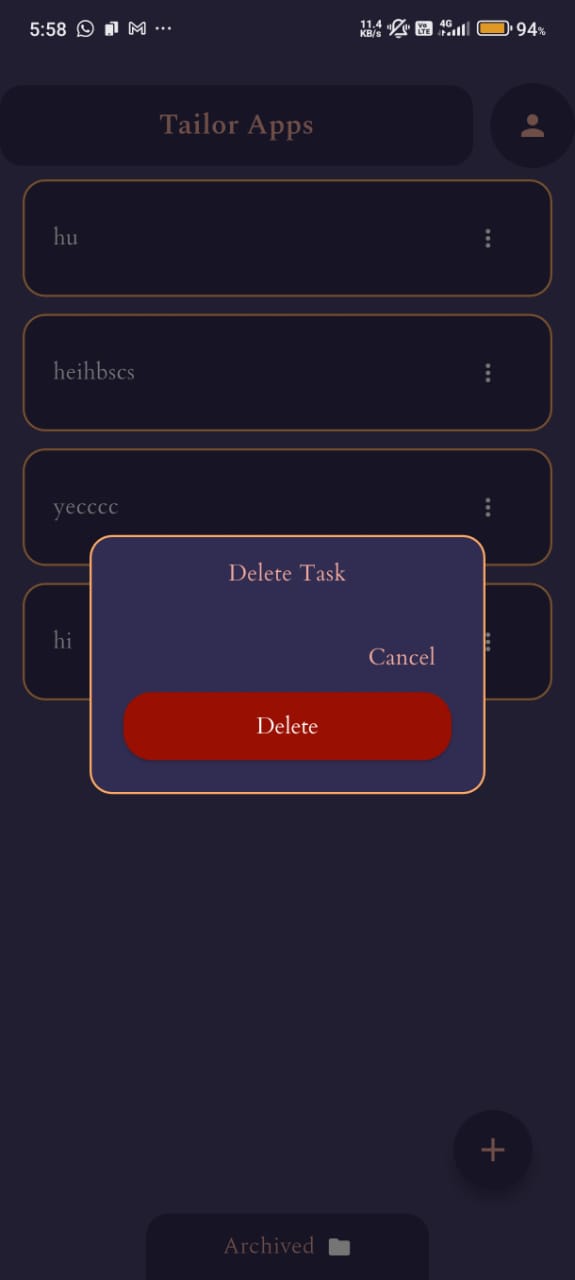 5:58 11.4 KB/s Vo LTE 4G 94%
Tailor Apps
hu
heihbscs
yecccc
Delete Task
hi
Cancel
Delete
Archived